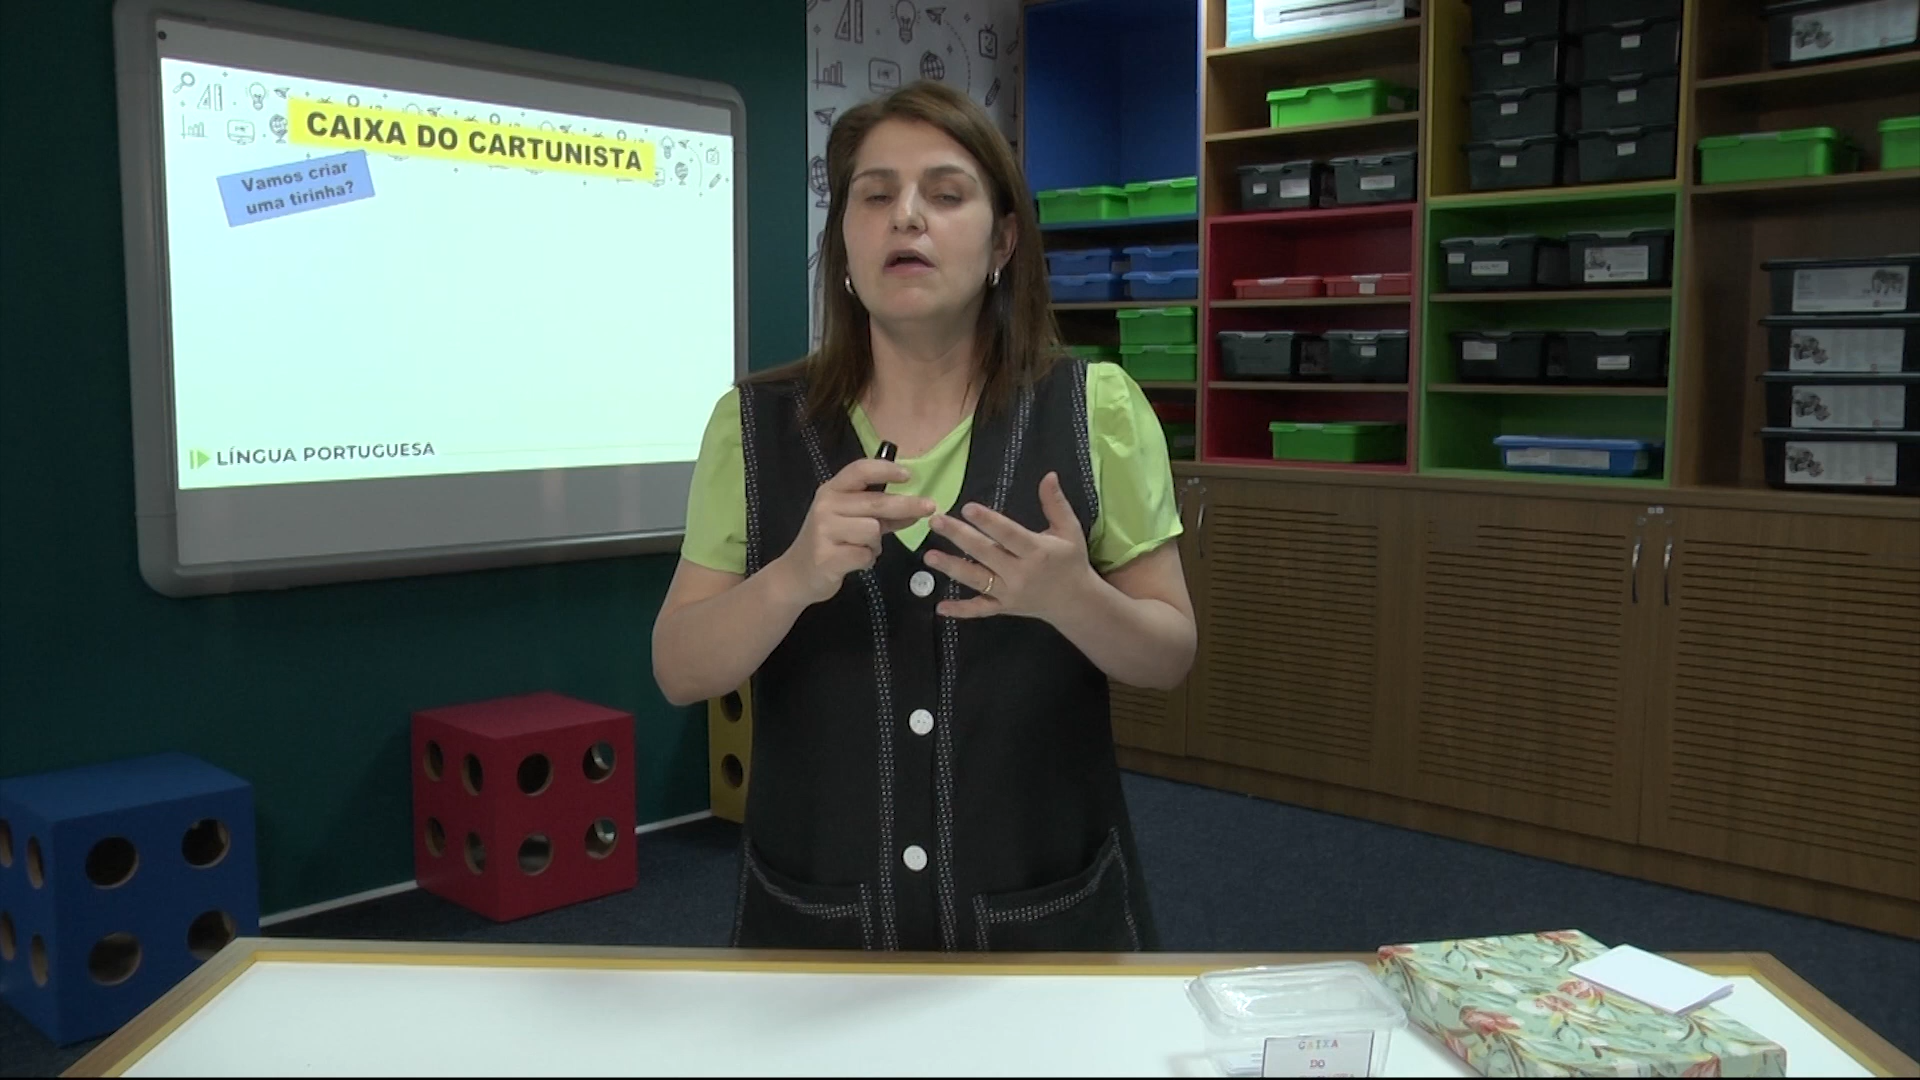 CAIXA DO CARTUNISTA
Vamos criar
uma tirinha?
LÍNGUA PORTUGUESA
CAIXA
DO